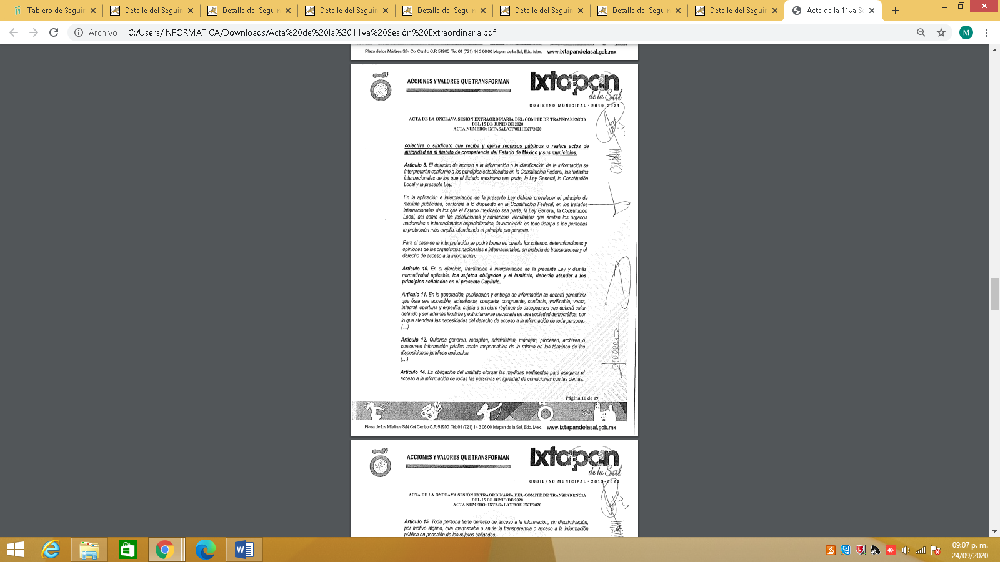 Tablero de Seguir
Detalle del Seguir
Detalle del Seguir
Detalle del Seguir
Detalle del Seguir
Detalle del Seguir
Detalle del Seguir
Detalle del Seguir
Acta de la 11va S
Archivo
C:/Users/INFORMATICA/Downloads/Acta%20de%20la%2011va%20Sesión%20Extraordinaria.pdf
M
Plaza de los Mártires S/N Col Centro C.P. 51900 Tel: 01 (721) 14 3 06 00 Ixtapan de la Sal, Edo. Mex. www.ixtapandelasal.gob.mx
ACCIONES Y VALORES QUE TRANSFORMAN
Ixtapan
de la Sal
GOBIERNO MUNICIPAL • 2019-2021
ACTA DE LA ONCEAVA SESIÓN EXTRAORDINARIA DEL COMITÉ DE TRANSPARENCIA
DEL 15 DE JUNIO DE 2020
ACTA NUMERO: IXTASAL/CT/0011EXT/2020
colectiva o sindicato que reciba y ejerza recursos públicos o realice actos de
autoridad en el ámbito de competencia del Estado de México y sus municipios.
Artículo 8. El derecho de acceso a la información o la clasificación de la información se
interpretarán conforme a los principios establecidos en la Constitución Federal, los tratados
internacionales de los que el Estado mexicano sea parte, la Ley General, la Constitución
Local y la presente Ley.
En la aplicación e interpretación de la presente Ley deberá prevalecer el principio de
máxima publicidad, conforme a lo dispuesto en la Constitución Federal, en los tratados
internacionales de los que el Estado mexicano sea parte, la Ley General, la Constitución
Local, así como en las resoluciones y sentencias vinculantes que emitan los órganos
nacionales e internacionales especializados, favoreciendo en todo tiempo a las personas
la protección más amplia, atendiendo al principio pro persona.
Para el caso de la interpretación se podrá tomar en cuenta los criterios, determinaciones y
opiniones de los organismos nacionales e internacionales, en materia de transparencia y el
derecho de acceso a la información.
Artículo 10. En el ejercicio, tramitación e interpretación de la presente Ley y demás
normatividad aplicable, los sujetos obligados y el Instituto, deberán atender a los
principios señalados en el presente Capítulo.
Artículo 11. En la generación, publicación y entrega de información se deberá garantizar
que ésta sea accesible, actualizada, completa, congruente, confiable, verificable, veraz,
integral, oportuna y expedita, sujeta a un claro régimen de excepciones que deberá estar
definido y ser además legítima y estrictamente necesaria en una sociedad democrática, por
lo que atenderá las necesidades del derecho de acceso a la información de toda persona.
(...)
Artículo 12. Quienes generen, recopilen, administren, manejen, procesen, archiven o
conserven información pública serán responsables de la misma en los términos de las
disposiciones jurídicas aplicables.
(...)
Artículo 14. Es obligación del Instituto otorgar las medidas pertinentes para asegurar el
acceso a la información de todas las personas en igualdad de condiciones con las demás.
Página 10 de 19
Plaza de los Mártires S/N Col Centro C.P. 51900 Tel: 01 (721) 14 3 06 00 Ixtapan de la Sal, Edo. Mex. www.ixtapandelasal.gob.mx
ACCIONES Y VALORES QUE TRANSFORMAN
Ixtapan
de la Sal
GOBIERNO MUNICIPAL • 2019-2021
ACTA DE LA ONCEAVA SESIÓN EXTRAORDINARIA DEL COMITÉ DE TRANSPARENCIA
DEL 15 DE JUNIO DE 2020
ACTA NUMERO: IXTASAL/CT/0011EXT/2020
Artículo 15. Toda persona tiene derecho de acceso a la información, sin discriminación,
por motivo alguno, que menoscabe o anule la transparencia o acceso a la información
pública en posesión de los sujetos obligados.
09:07 p. m.
24/09/2020